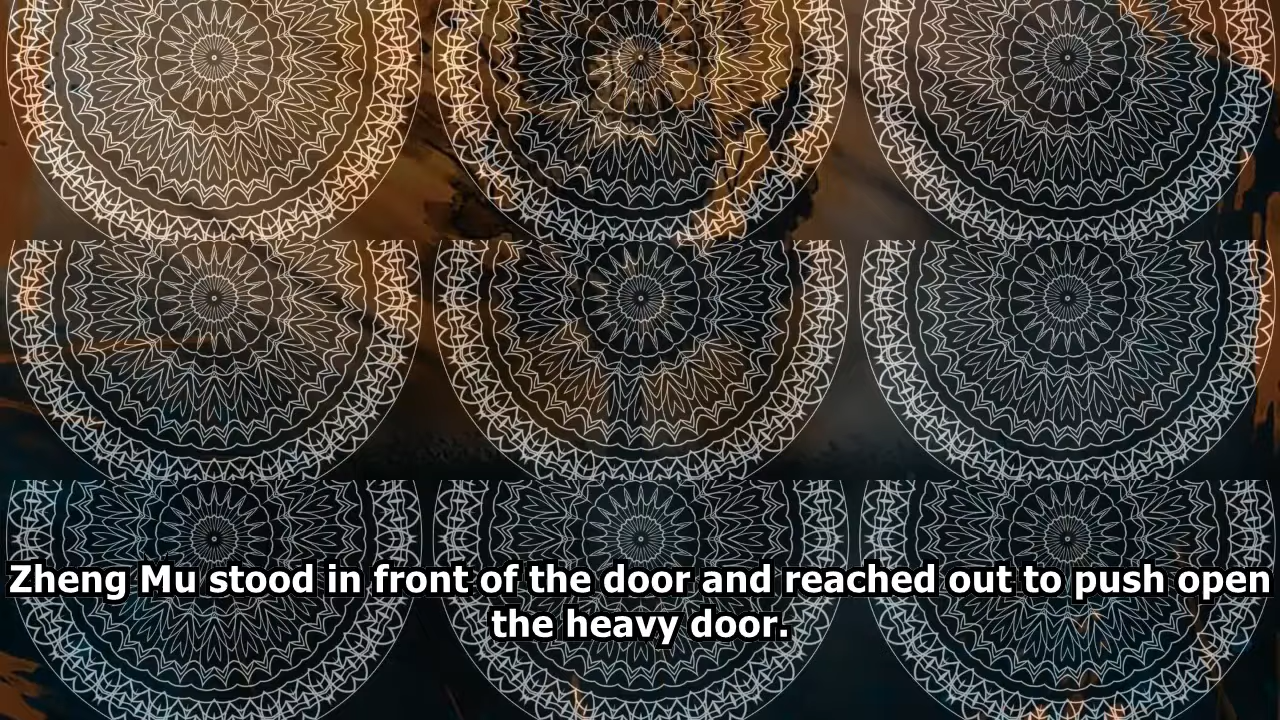 Zheng Mu stood in front of the door and reached out to push open
the heavy door.